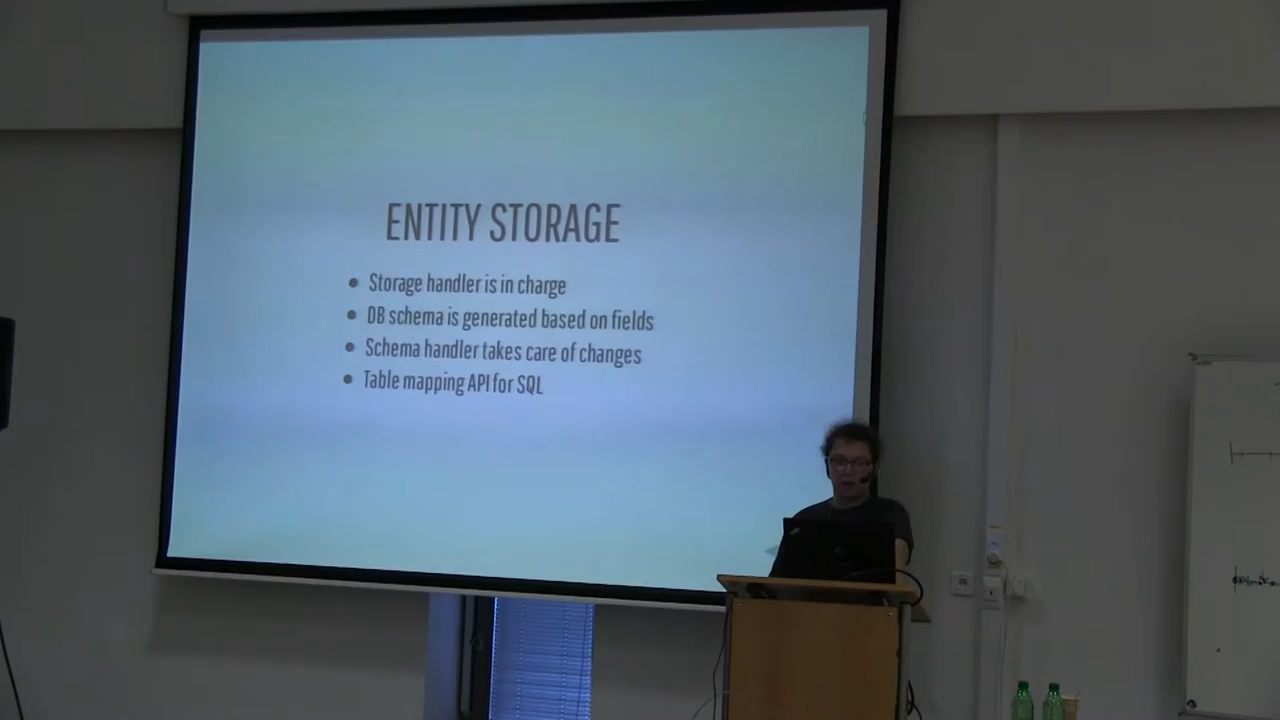 ENTITY STORAGE
Storage handler is in charge
DB schema is generated based on fields
Schema handler takes care of changes
Table mapping API for SQL